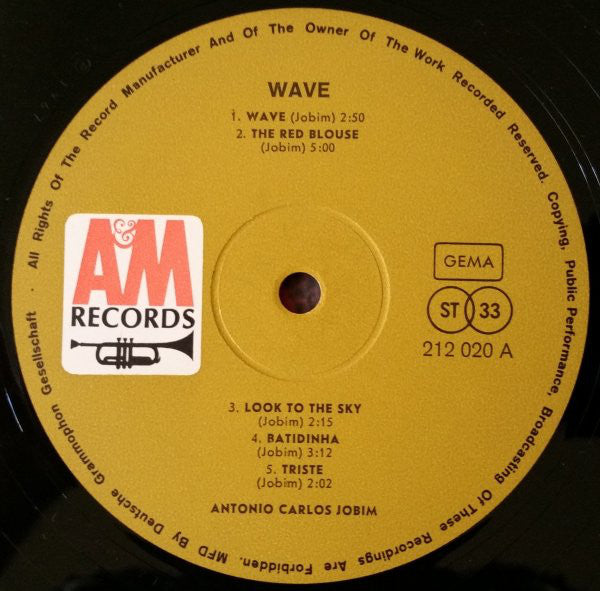 WAVE
1. WAVE (Jobim) 2:50
2. THE RED BLOUSE
(Jobim) 5:00
A&M
RECORDS
GEMA
ST 33
212 020 A
3. LOOK TO THE SKY
(Jobim) 2:15
4. BATIDINHA
(Jobim) 3:12
5. TRISTE
(Jobim) 2:02
ANTONIO CARLOS JOBIM
MFD By Deutsche Grammophon Gesellschaft · All Rights Of The Record Manufacturer And Of The Owner Of The Work Recorded Reserved. Copying, Public Performance, Broadcasting Of These Recordings Are Forbidden.